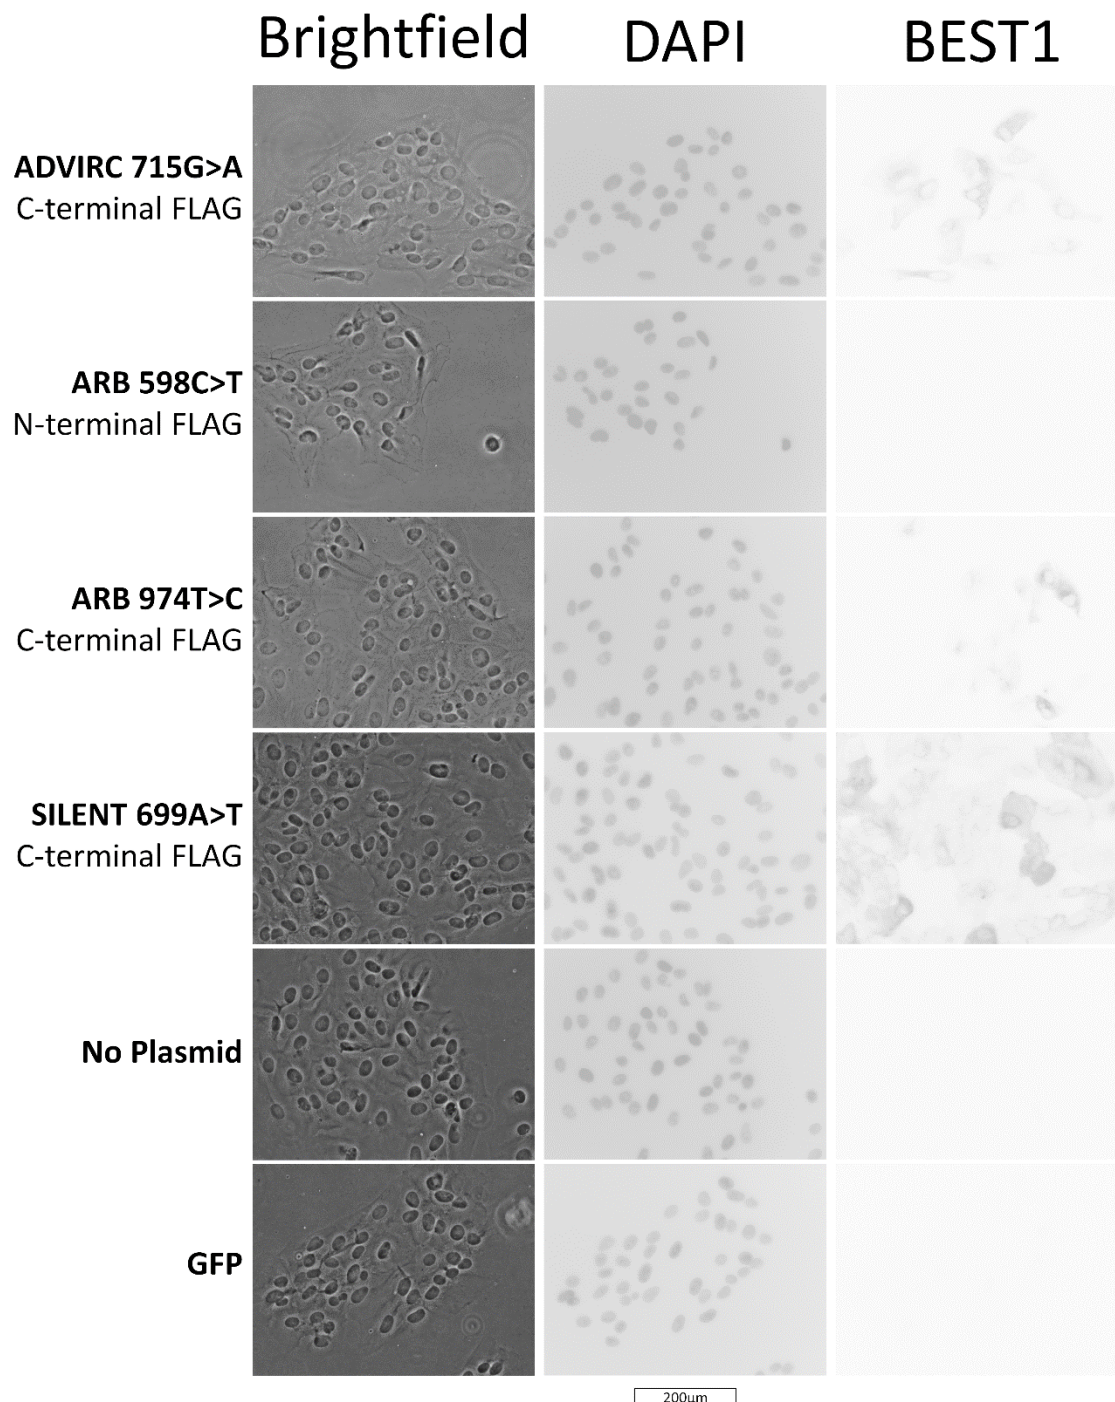 Brightfield DAPI BEST1
ADVIRC 715G>A
C-terminal FLAG
ARB 598C>T
N-terminal FLAG
ARB 974T>C
C-terminal FLAG
SILENT 699A>T
C-terminal FLAG
No Plasmid
GFP
200µm